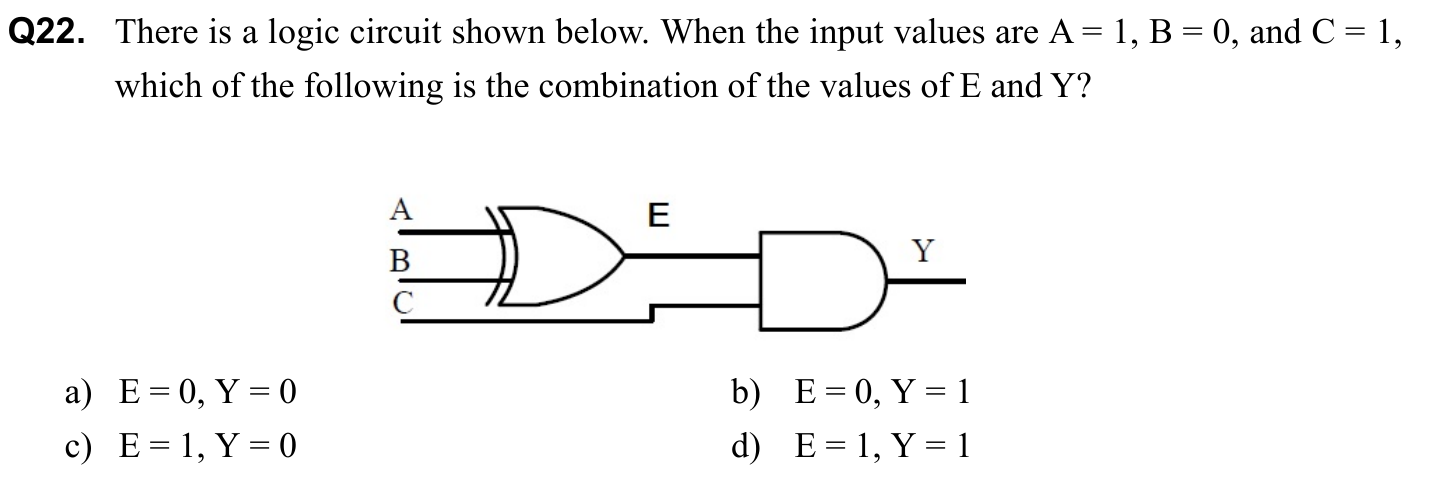 Q22. There is a logic circuit shown below. When the input values are A = 1, B = 0, and C = 1,
which of the following is the combination of the values of E and Y?
A
E
B
Y
C
a) E = 0, Y = 0
b) E = 0, Y = 1
c) E = 1, Y = 0
d) E = 1, Y = 1